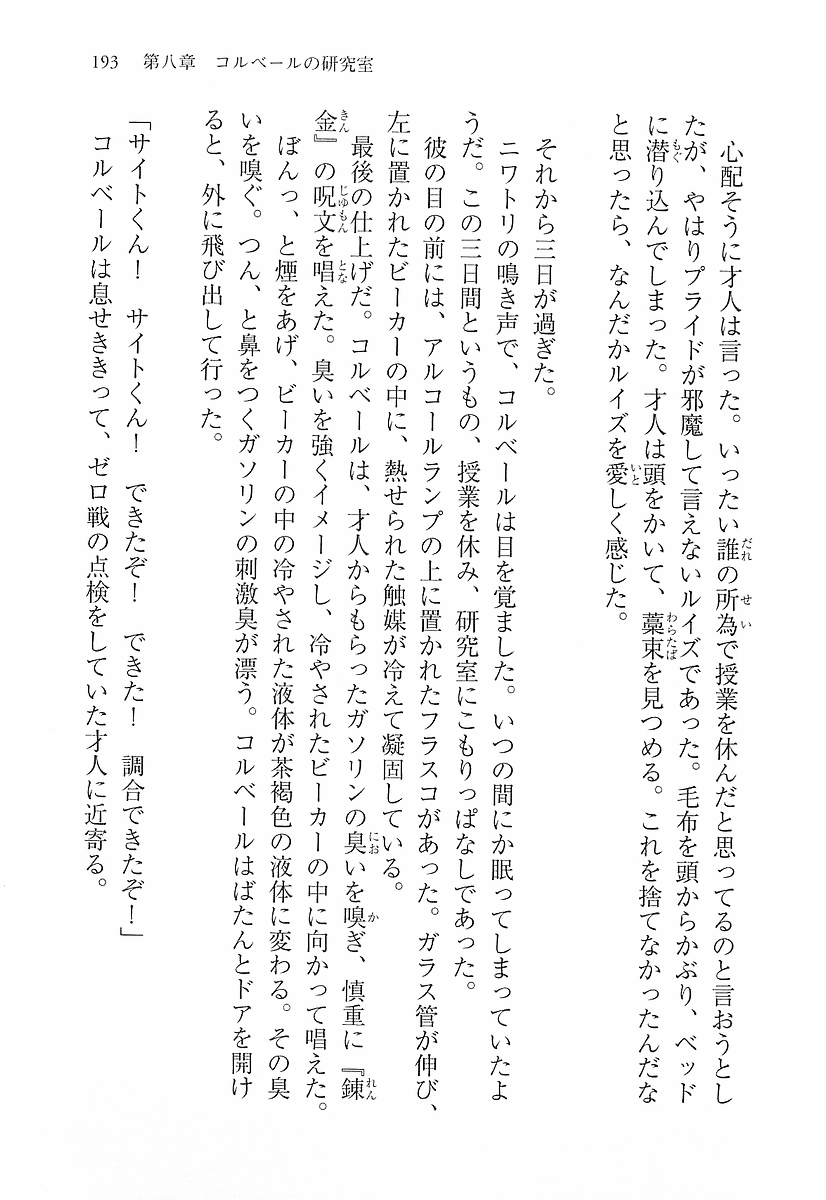 193　第八章　コルベールの研究室
　心配そうに才人は言った。いったい誰の所為で授業を休んだと思ってるのと言おうとし
たが、やはりプライドが邪魔して言えないルイズであった。毛布を頭からかぶり、ベッド
に潜り込んでしまった。才人は頭をかいて、藁束を見つめる。これを捨てなかったんだな
と思ったら、なんだかルイズを愛しく感じた。
　それから三日が過ぎた。
　ニワトリの鳴き声で、コルベールは目を覚ました。いつの間にか眠ってしまっていたよ
うだ。この三日間というもの、授業を休み、研究室にこもりっぱなしであった。
　彼の目の前には、アルコールランプの上に置かれたフラスコがあった。ガラス管が伸び、
左に置かれたビーカーの中に、熱せられた触媒が冷えて凝固している。
　最後の仕上げだ。コルベールは、才人からもらったガソリンの臭いを嗅ぎ、慎重に『錬
金』の呪文を唱えた。臭いを強くイメージし、冷やされたビーカーの中に向かって唱えた。
　ぼんっ、と煙をあげ、ビーカーの中の冷やされた液体が茶褐色の液体に変わる。その臭
いを嗅ぐ。つん、と鼻をつくガソリンの刺激臭が漂う。コルベールはばたんとドアを開け
ると、外に飛び出して行った。
「サイトくん！　サイトくん！　できたぞ！　できた！　調合できたぞ！」
　コルベールは息せききって、ゼロ戦の点検をしていた才人に近寄る。